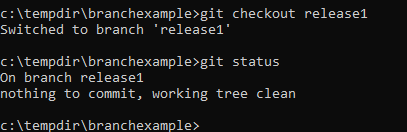 c:\tempdir\branchexample>git checkout release1
Switched to branch 'release1'
c:\tempdir\branchexample>git status
On branch release1
nothing to commit, working tree clean
c:\tempdir\branchexample>